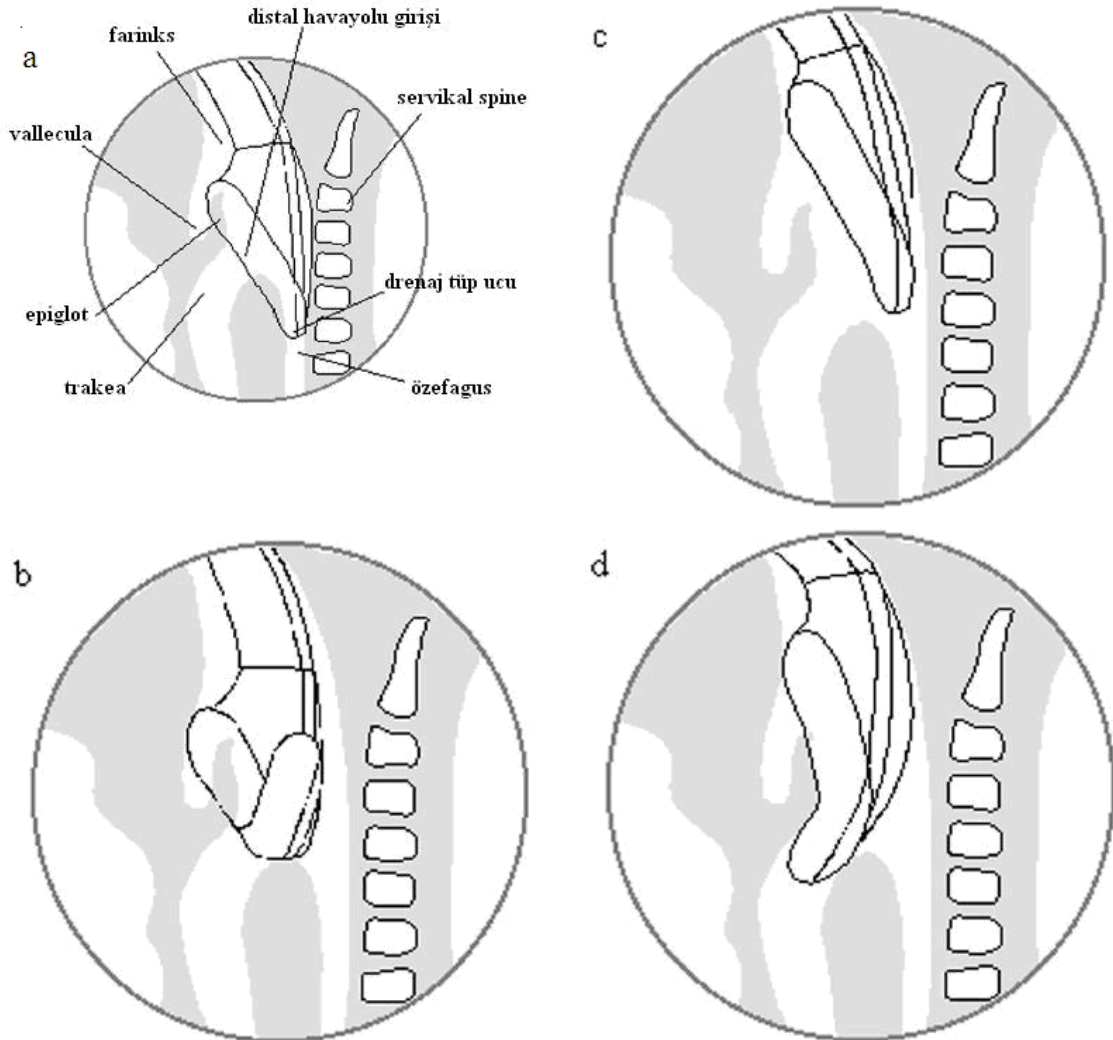 a
farinks
distal havayolu girişi
servikal spine
vallecula
epiglot
drenaj tüp ucu
trakea
özefagus
c
b
d